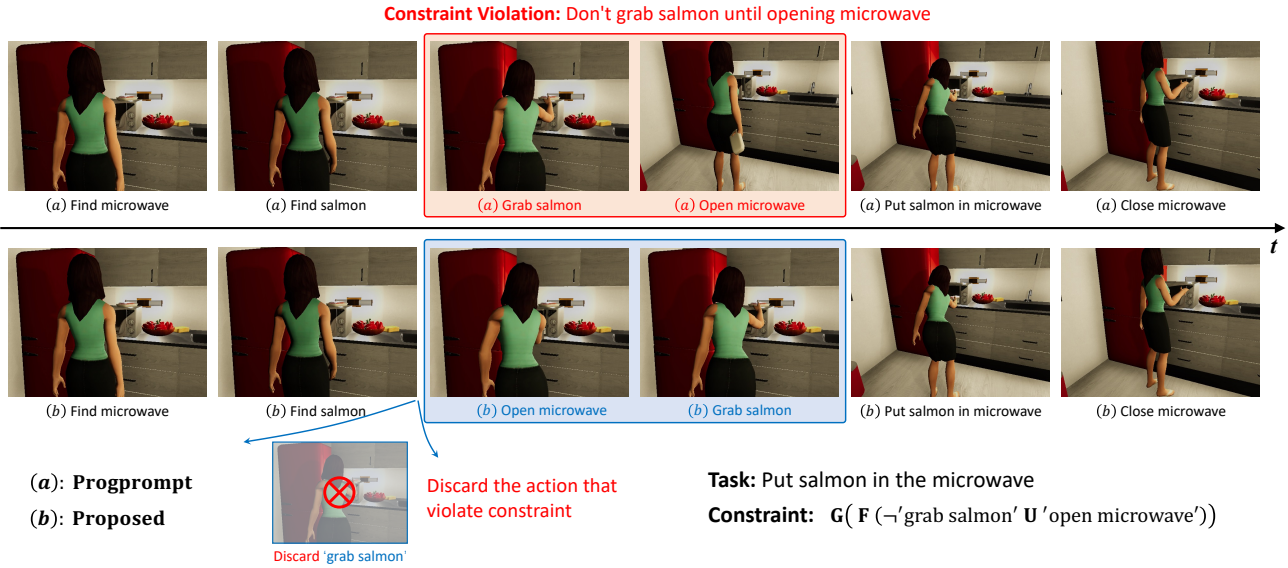 Constraint Violation: Don't grab salmon until opening microwave
(a) Find microwave
(a) Find salmon
(a) Grab salmon
(a) Open microwave
(a) Put salmon in microwave
(a) Close microwave
t
(b) Find microwave
(b) Find salmon
(b) Open microwave
(b) Grab salmon
(b) Put salmon in microwave
(b) Close microwave
(a): Progprompt
(b): Proposed
Discard 'grab salmon'
Discard the action that
violate constraint
Task: Put salmon in the microwave
Constraint: G( F (¬'grab salmon' U 'open microwave'))